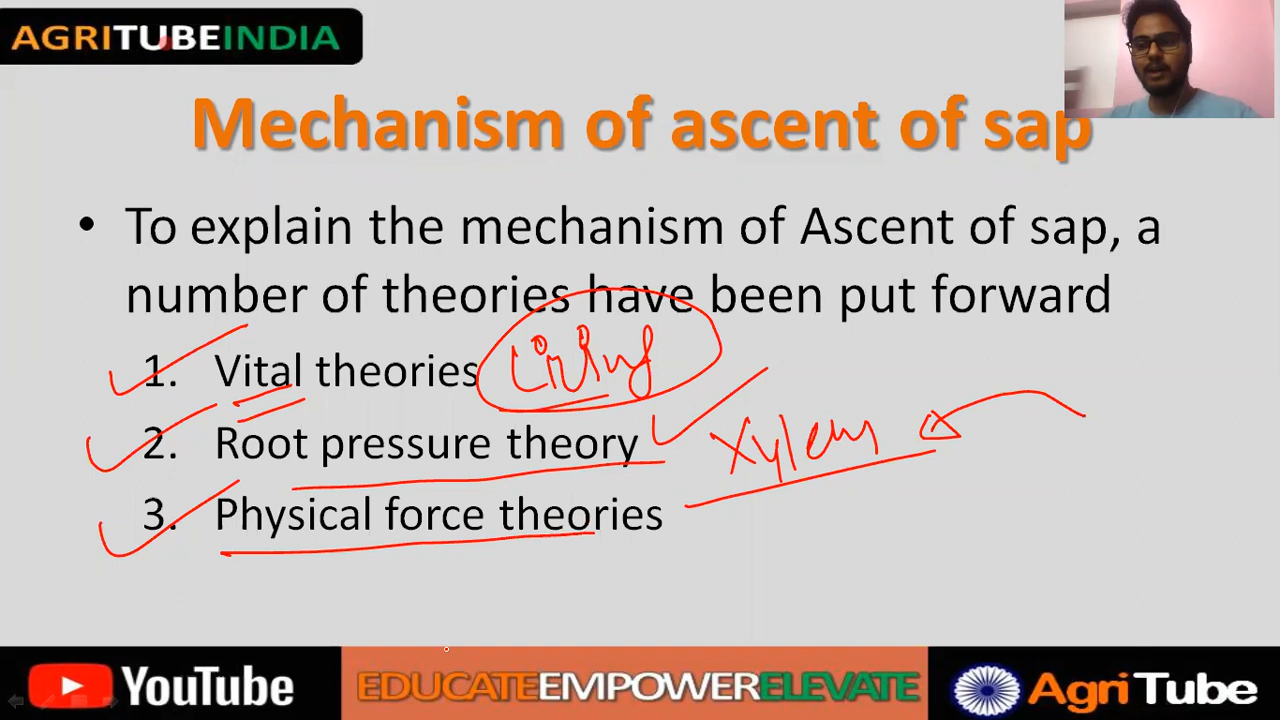 AGRITUBEINDIA
Mechanism of ascent of sap
• To explain the mechanism of Ascent of sap, a
number of theories have been put forward
1. Vital theories Living
2. Root pressure theory Xylem
3. Physical force theories
YouTube EDUCATEEMPOWERELEVATE AgriTube